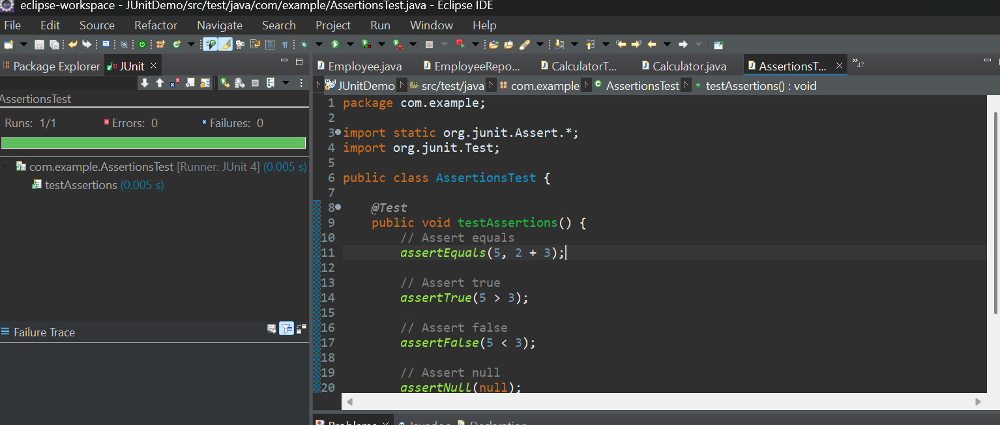 eclipse-workspace - JUnitDemo/src/test/java/com/example/AssertionsTest.java - Eclipse IDE
File Edit Source Refactor Navigate Search Project Run Window Help
Package Explorer JUnit
Employee.java EmployeeRepo... CalculatorT... Calculator.java AssertionsT... 47
JUnitDemo src/test/java com.example AssertionsTest testAssertions() : void
AssertionsTest
Runs: 1/1 Errors: 0 Failures: 0
com.example.AssertionsTest [Runner: JUnit 4] (0.005 s)
testAssertions (0.005 s)
Failure Trace
1 package com.example;
2
3 import static org.junit.Assert.*;
4 import org.junit.Test;
5
6 public class AssertionsTest {
7
8 @Test
9 public void testAssertions() {
10 // Assert equals
11 assertEquals(5, 2 + 3);
12
13 // Assert true
14 assertTrue(5 > 3);
15
16 // Assert false
17 assertFalse(5 < 3);
18
19 // Assert null
20 assertNull(null);
Problems Javadoc Declaration